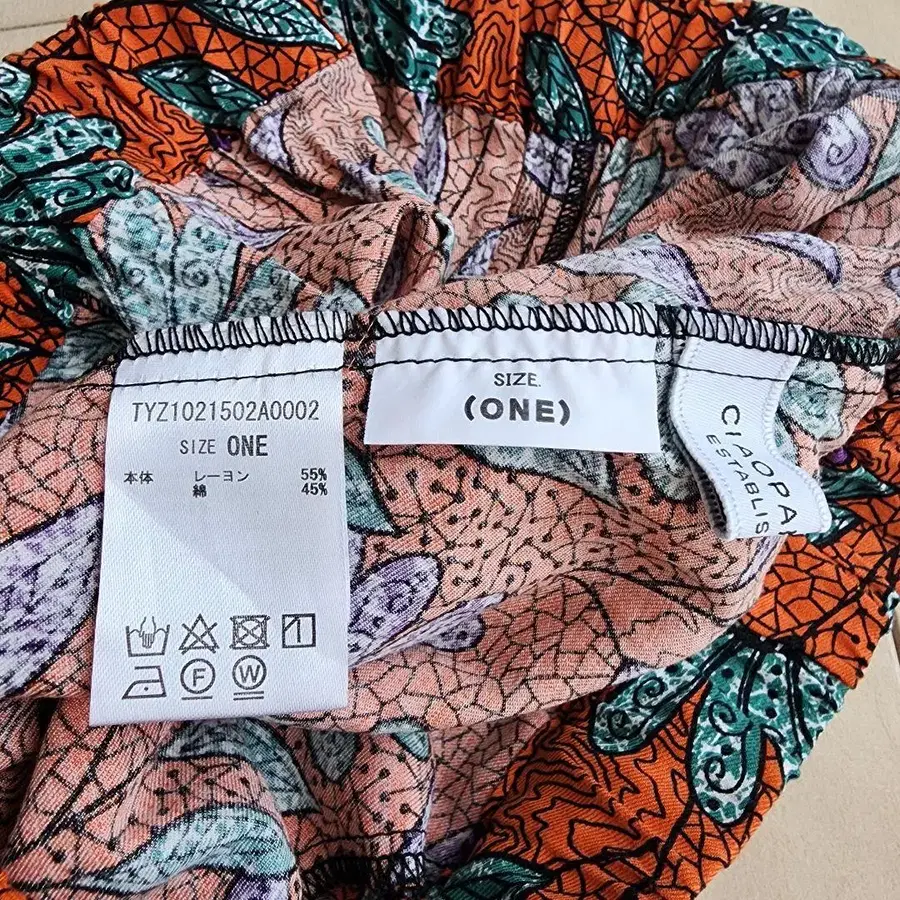 TYZ1021502A0002
SIZE ONE
本体 レーヨン 55%
綿 45%
F W
SIZE.
(ONE)
CIAOPA
ESTABLIS